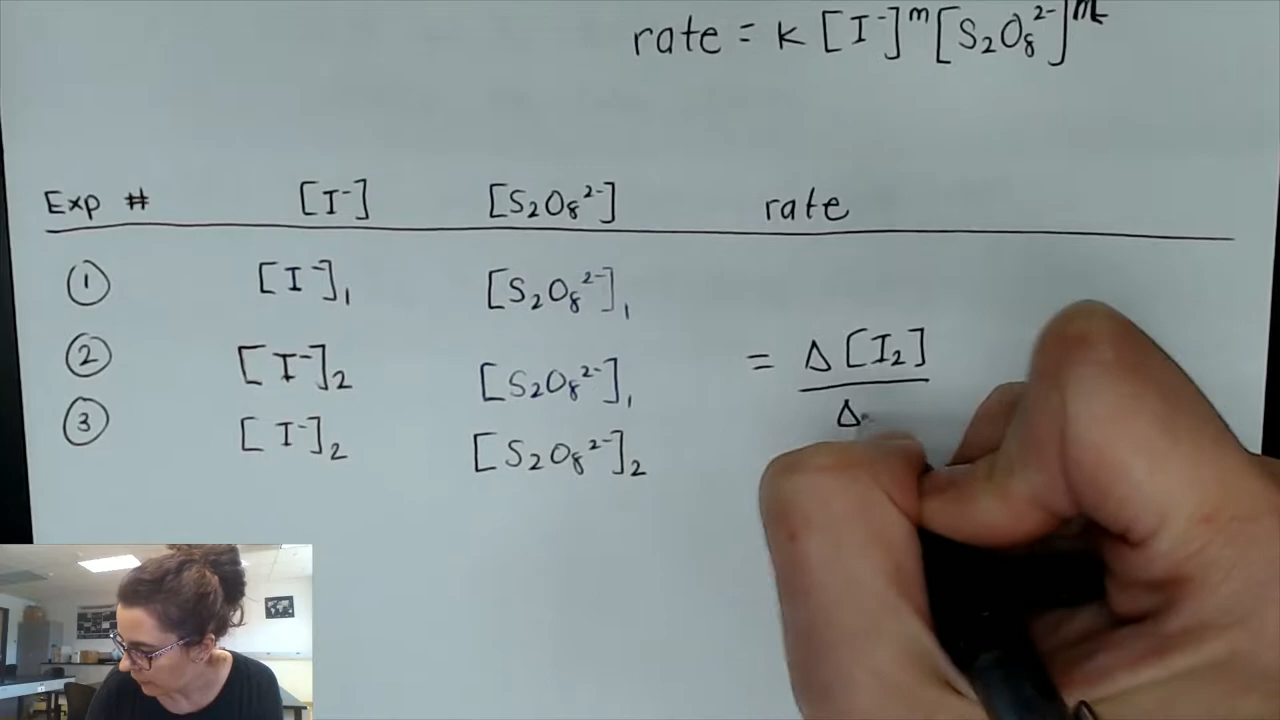 rate = k [I⁻]ᵐ [S₂O₈²⁻]ⁿ
Exp # [I⁻] [S₂O₈²⁻] rate
① [I⁻]₁ [S₂O₈²⁻]₁
② [I⁻]₂ [S₂O₈²⁻]₁ = Δ [I₂]
Δ
③ [I⁻]₂ [S₂O₈²⁻]₂